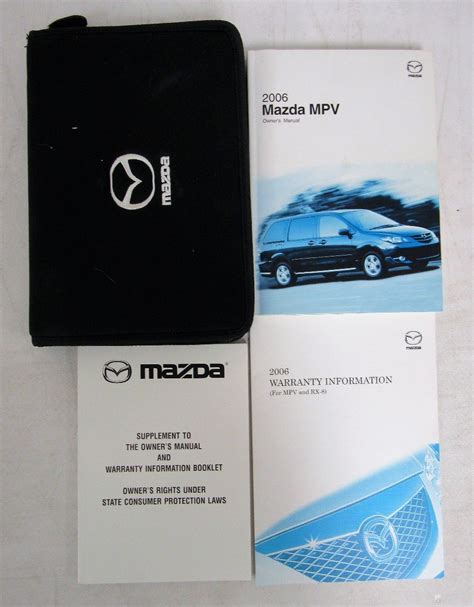 mazda
2006
Mazda MPV
Owner's Manual
mazda®
SUPPLEMENT TO
THE OWNER'S MANUAL
AND
WARRANTY INFORMATION BOOKLET
OWNER'S RIGHTS UNDER
STATE CONSUMER PROTECTION LAWS
2006
WARRANTY INFORMATION
(For MPV and RX-8)